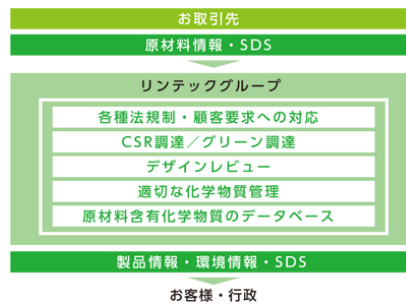 お取引先
原材料情報・SDS
リンテックグループ
各種法規制・顧客要求への対応
CSR調達／グリーン調達
デザインレビュー
適切な化学物質管理
原材料含有化学物質のデータベース
製品情報・環境情報・SDS
お客様・行政